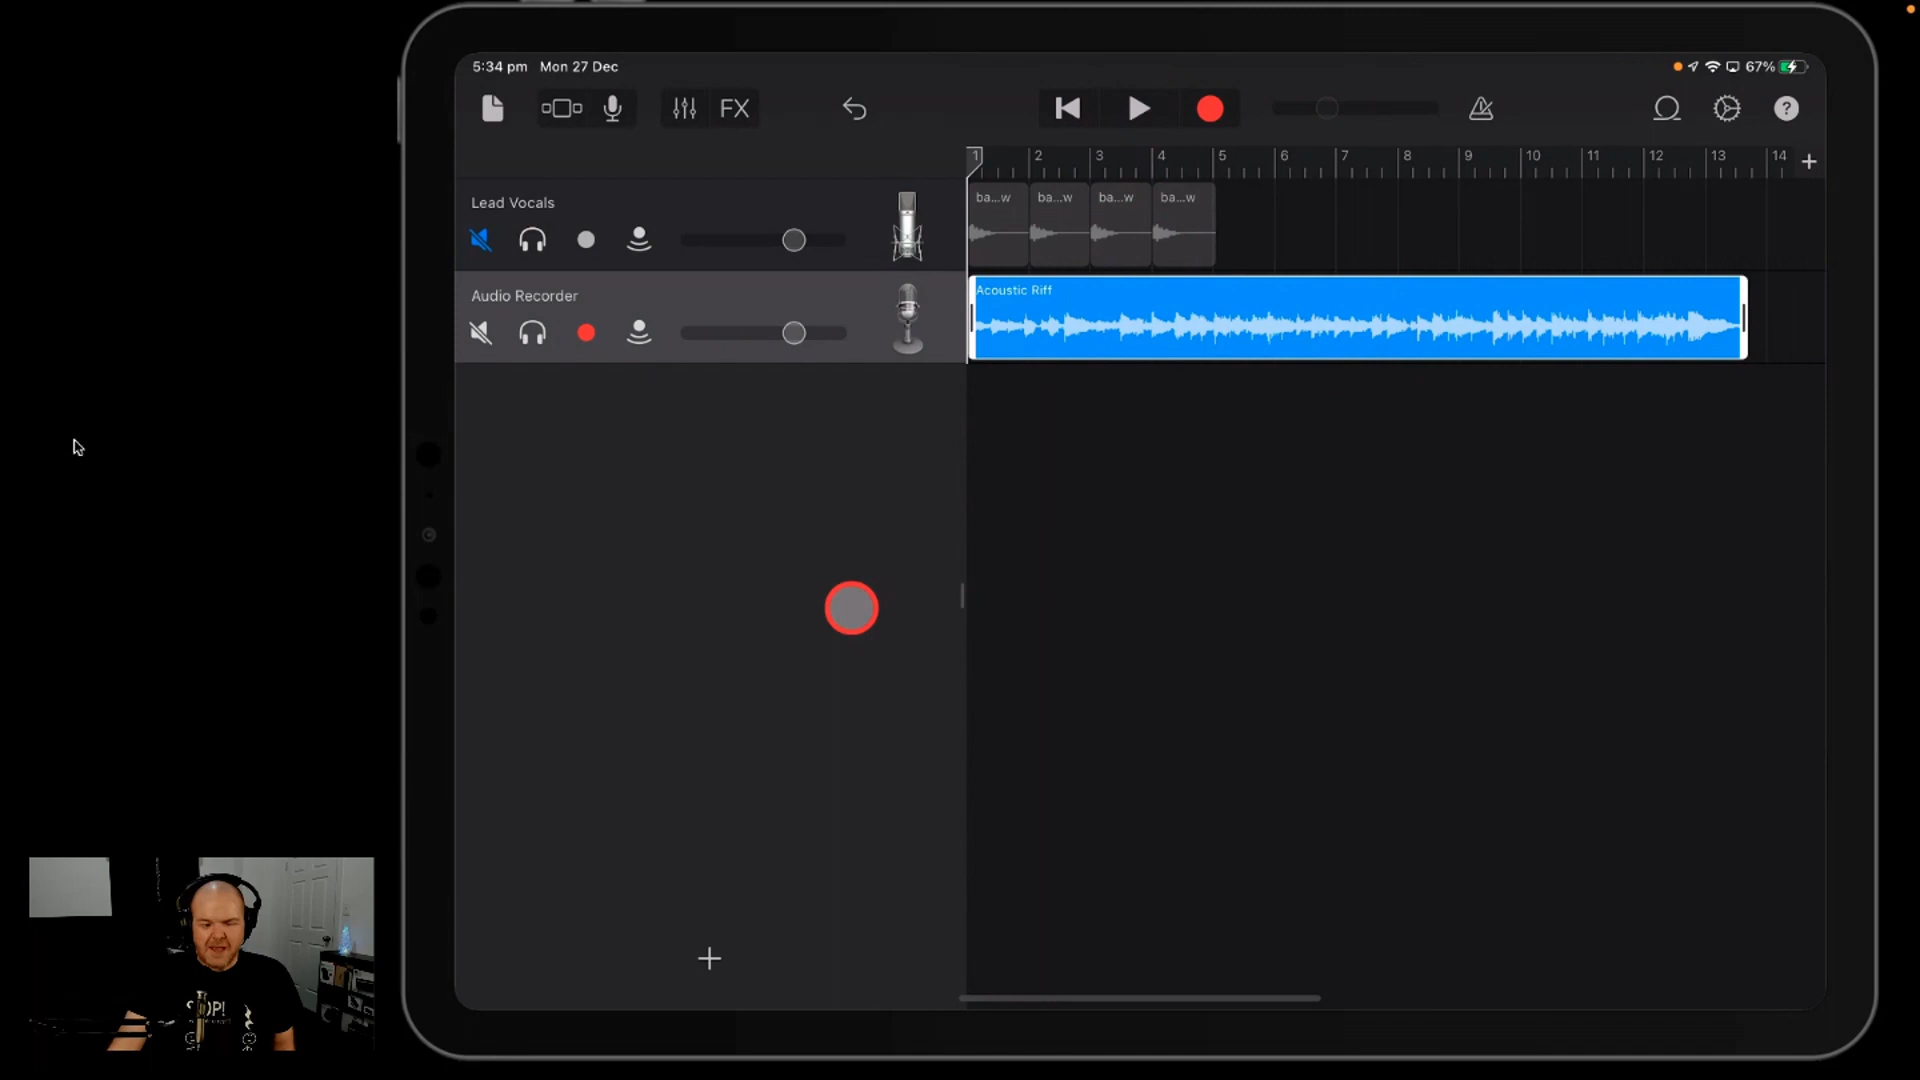 5:34 pm Mon 27 Dec
67%
FX
?
1 2 3 4 5 6 7 8 9 10 11 12 13 14 +
Lead Vocals
ba...w ba...w ba...w ba...w
Audio Recorder
Acoustic Riff
+